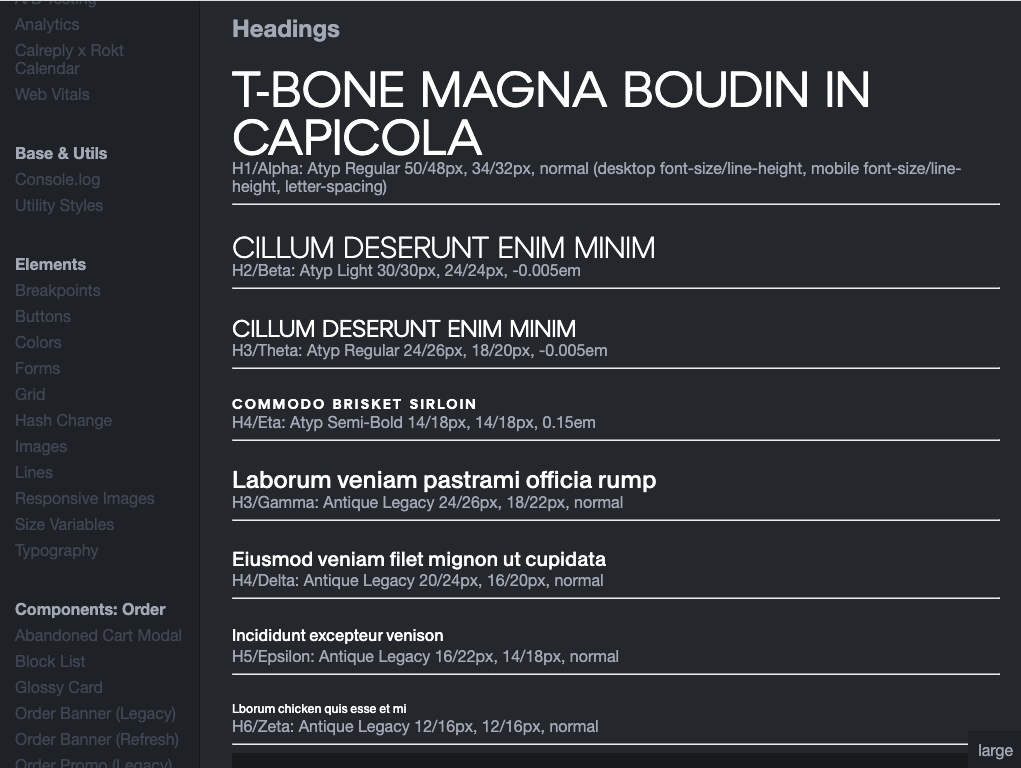 A/B Testing
Analytics
Calreply x Rokt
Calendar
Web Vitals
Base & Utils
Console.log
Utility Styles
Elements
Breakpoints
Buttons
Colors
Forms
Grid
Hash Change
Images
Lines
Responsive Images
Size Variables
Typography
Components: Order
Abandoned Cart Modal
Block List
Glossy Card
Order Banner (Legacy)
Order Banner (Refresh)
Order Promo (Legacy)
Headings
T-BONE MAGNA BOUDIN IN
CAPICOLA
H1/Alpha: Atyp Regular 50/48px, 34/32px, normal (desktop font-size/line-height, mobile font-size/line-
height, letter-spacing)
CILLUM DESERUNT ENIM MINIM
H2/Beta: Atyp Light 30/30px, 24/24px, -0.005em
CILLUM DESERUNT ENIM MINIM
H3/Theta: Atyp Regular 24/26px, 18/20px, -0.005em
COMMODO BRISKET SIRLOIN
H4/Eta: Atyp Semi-Bold 14/18px, 14/18px, 0.15em
Laborum veniam pastrami officia rump
H3/Gamma: Antique Legacy 24/26px, 18/22px, normal
Eiusmod veniam filet mignon ut cupidata
H4/Delta: Antique Legacy 20/24px, 16/20px, normal
Incididunt excepteur venison
H5/Epsilon: Antique Legacy 16/22px, 14/18px, normal
Lborum chicken quis esse et mi
H6/Zeta: Antique Legacy 12/16px, 12/16px, normal
large